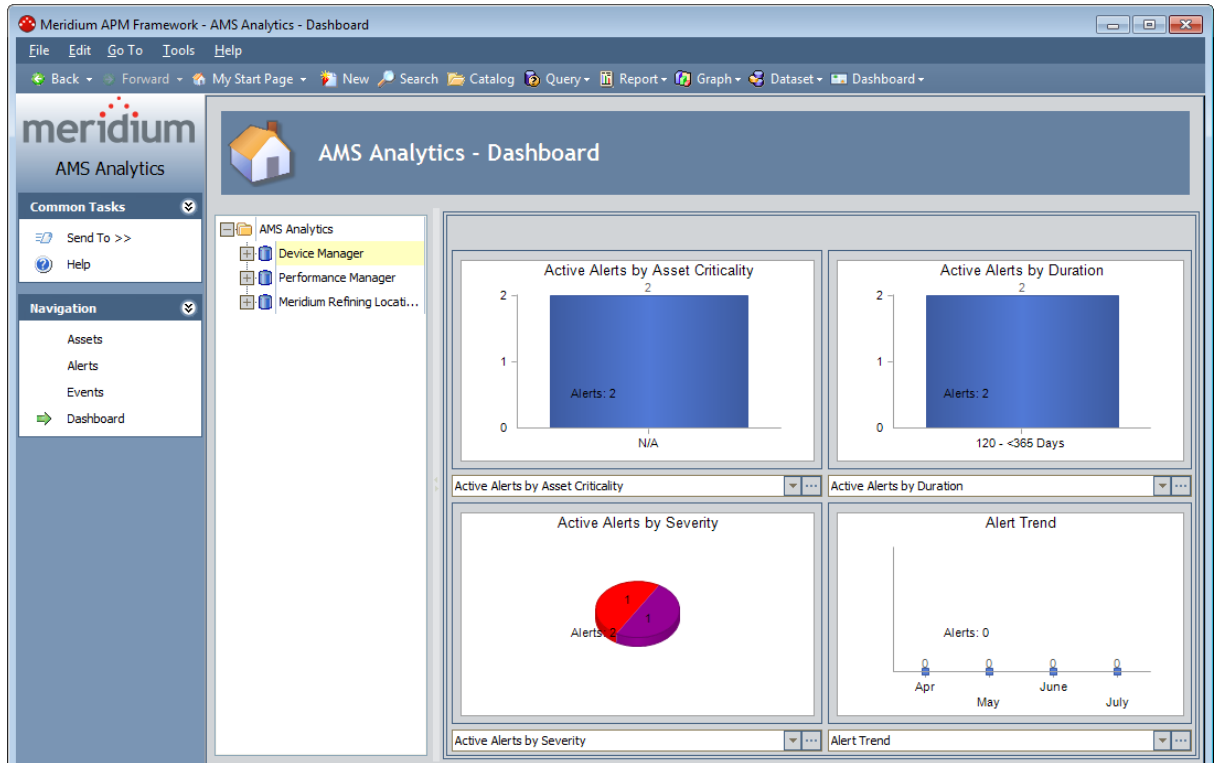 Meridium APM Framework - AMS Analytics - Dashboard
File Edit Go To Tools Help
Back Forward My Start Page New Search Catalog Query Report Graph Dataset Dashboard
meridium
AMS Analytics
Common Tasks
Send To >>
Help
Navigation
Assets
Alerts
Events
Dashboard
AMS Analytics - Dashboard
AMS Analytics
Device Manager
Performance Manager
Meridium Refining Locati...
Active Alerts by Asset Criticality
2
2
1
Alerts: 2
0
N/A
Active Alerts by Asset Criticality
Active Alerts by Duration
2
2
1
Alerts: 2
0
120 - <365 Days
Active Alerts by Duration
Active Alerts by Severity
1
1
Alerts: 2
Active Alerts by Severity
Alert Trend
Alerts: 0
0 0 0 0
Apr May June July
Alert Trend